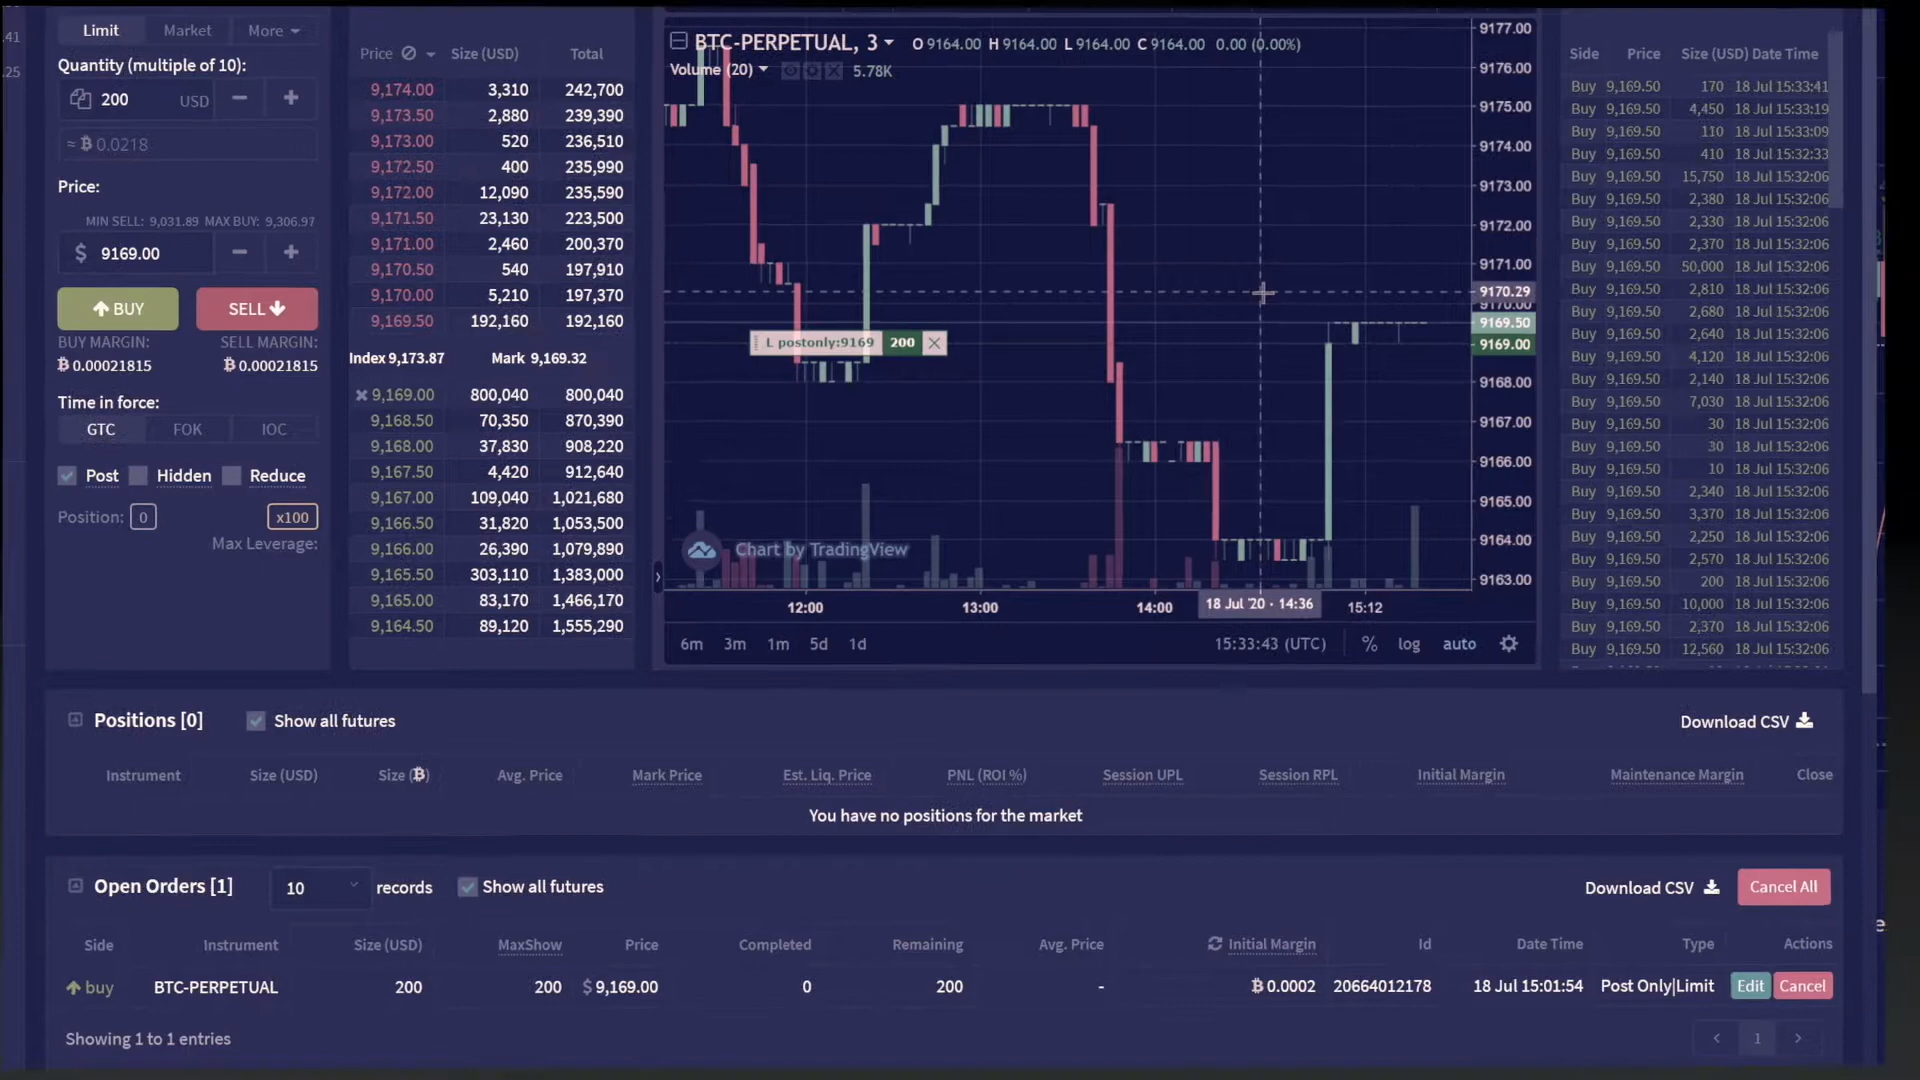 .41
.25
Limit Market More
Quantity (multiple of 10):
200 USD − +
≈ ₿ 0.0218
Price:
MIN SELL: 9,031.89 MAX BUY: 9,306.97
$ 9169.00 − +
BUY SELL
BUY MARGIN: SELL MARGIN:
₿ 0.00021815 ₿ 0.00021815
Time in force:
GTC FOK IOC
Post Hidden Reduce
Position: 0 x100
Max Leverage:
Price Size (USD) Total
9,174.00 3,310 242,700
9,173.50 2,880 239,390
9,173.00 520 236,510
9,172.50 400 235,990
9,172.00 12,090 235,590
9,171.50 23,130 223,500
9,171.00 2,460 200,370
9,170.50 540 197,910
9,170.00 5,210 197,370
9,169.50 192,160 192,160
Index 9,173.87 Mark 9,169.32
9,169.00 800,040 800,040
9,168.50 70,350 870,390
9,168.00 37,830 908,220
9,167.50 4,420 912,640
9,167.00 109,040 1,021,680
9,166.50 31,820 1,053,500
9,166.00 26,390 1,079,890
9,165.50 303,110 1,383,000
9,165.00 83,170 1,466,170
9,164.50 89,120 1,555,290
BTC-PERPETUAL, 3 O 9164.00 H 9164.00 L 9164.00 C 9164.00 0.00 (0.00%)
Volume (20) 5.78K
L postonly:9169 200
Chart by TradingView
9177.00
9176.00
9175.00
9174.00
9173.00
9172.00
9171.00
9170.29
9170.00
9169.50
9169.00
9168.00
9167.00
9166.00
9165.00
9164.00
9163.00
12:00 13:00 14:00 18 Jul '20 · 14:36 15:12
6m 3m 1m 5d 1d 15:33:43 (UTC) % log auto
Side Price Size (USD) Date Time
Buy 9,169.50 170 18 Jul 15:33:41
Buy 9,169.50 4,450 18 Jul 15:33:19
Buy 9,169.50 110 18 Jul 15:33:09
Buy 9,169.50 410 18 Jul 15:32:33
Buy 9,169.50 15,750 18 Jul 15:32:06
Buy 9,169.50 2,380 18 Jul 15:32:06
Buy 9,169.50 2,330 18 Jul 15:32:06
Buy 9,169.50 2,370 18 Jul 15:32:06
Buy 9,169.50 50,000 18 Jul 15:32:06
Buy 9,169.50 2,810 18 Jul 15:32:06
Buy 9,169.50 2,680 18 Jul 15:32:06
Buy 9,169.50 2,640 18 Jul 15:32:06
Buy 9,169.50 4,120 18 Jul 15:32:06
Buy 9,169.50 2,140 18 Jul 15:32:06
Buy 9,169.50 7,030 18 Jul 15:32:06
Buy 9,169.50 30 18 Jul 15:32:06
Buy 9,169.50 30 18 Jul 15:32:06
Buy 9,169.50 10 18 Jul 15:32:06
Buy 9,169.50 2,340 18 Jul 15:32:06
Buy 9,169.50 3,370 18 Jul 15:32:06
Buy 9,169.50 2,250 18 Jul 15:32:06
Buy 9,169.50 2,570 18 Jul 15:32:06
Buy 9,169.50 200 18 Jul 15:32:06
Buy 9,169.50 10,000 18 Jul 15:32:06
Buy 9,169.50 2,370 18 Jul 15:32:06
Buy 9,169.50 12,560 18 Jul 15:32:06
Positions [0] Show all futures Download CSV
Instrument Size (USD) Size (₿) Avg. Price Mark Price Est. Liq. Price PNL (ROI %) Session UPL Session RPL Initial Margin Maintenance Margin Close
You have no positions for the market
Open Orders [1] 10 records Show all futures Download CSV Cancel All
Side Instrument Size (USD) MaxShow Price Completed Remaining Avg. Price Initial Margin Id Date Time Type Actions
buy BTC-PERPETUAL 200 200 $ 9,169.00 0 200 - ₿ 0.0002 20664012178 18 Jul 15:01:54 Post Only|Limit Edit Cancel
Showing 1 to 1 entries < 1 >